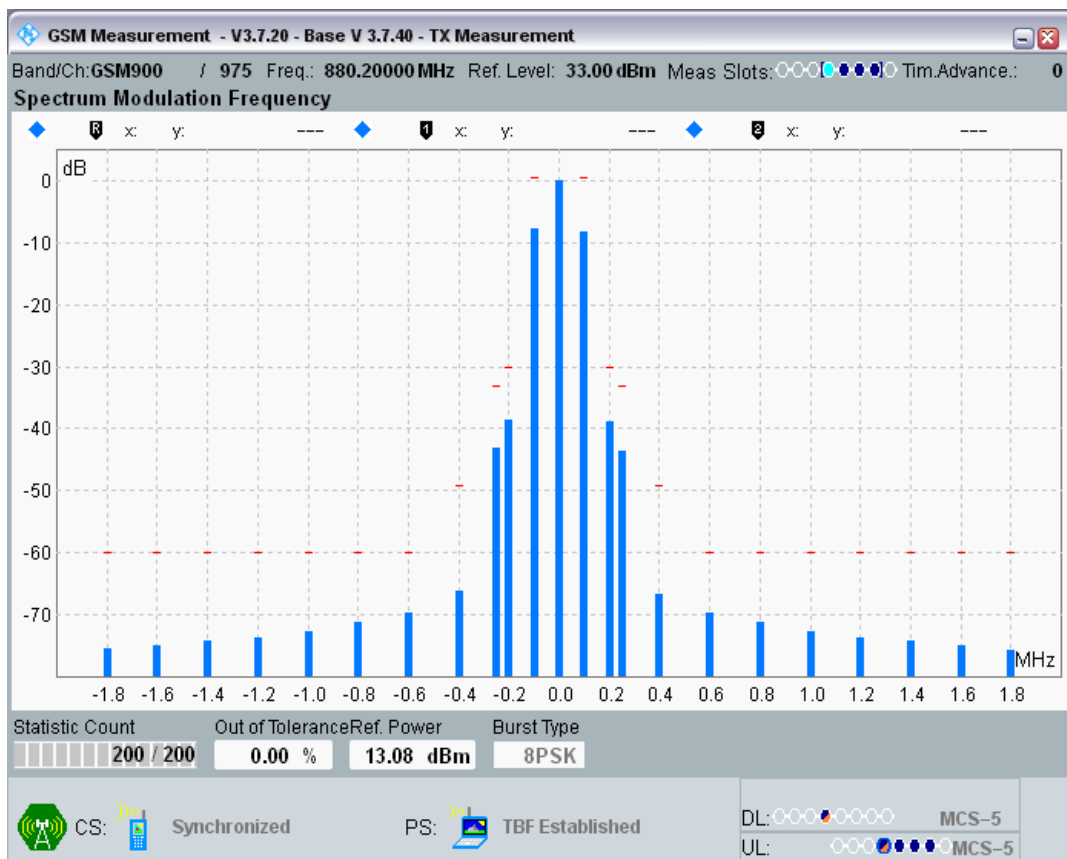 GSM Measurement - V3.7.20 - Base V 3.7.40 - TX Measurement
Band/Ch:GSM900 / 975 Freq.: 880.20000 MHz Ref. Level: 33.00 dBm Meas Slots: Tim.Advance.: 0
Spectrum Modulation Frequency
R x: y: --- 1 x: y: --- 2 x: y: ---
dB
0
-10
-20
-30
-40
-50
-60
-70
MHz
-1.8 -1.6 -1.4 -1.2 -1.0 -0.8 -0.6 -0.4 -0.2 0.0 0.2 0.4 0.6 0.8 1.0 1.2 1.4 1.6 1.8
Statistic Count Out of Tolerance Ref. Power Burst Type
200 / 200 0.00 % 13.08 dBm 8PSK
CS: Synchronized PS: TBF Established
DL: MCS-5
UL: MCS-5